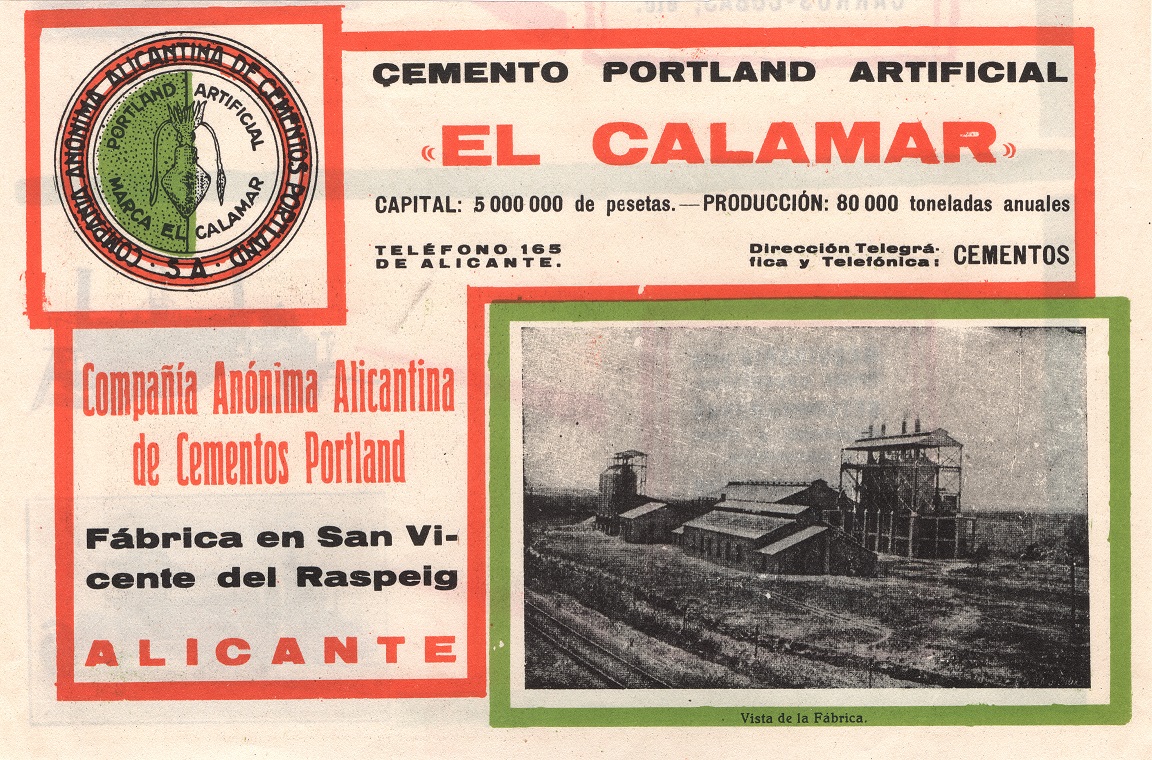 COMPAÑIA ANÓNIMA ALICANTINA DE CEMENTOS PORTLAND · S A ·
PORTLAND ARTIFICIAL
MARCA EL CALAMAR
CEMENTO PORTLAND ARTIFICIAL
«EL CALAMAR»
CAPITAL: 5 000 000 de pesetas. — PRODUCCIÓN: 80 000 toneladas anuales
TELÉFONO 165
DE ALICANTE.
Dirección Telegrá-
fica y Telefónica: CEMENTOS
Compañía Anónima Alicantina
de Cementos Portland
Fábrica en San Vi-
cente del Raspeig
ALICANTE
Vista de la Fábrica.